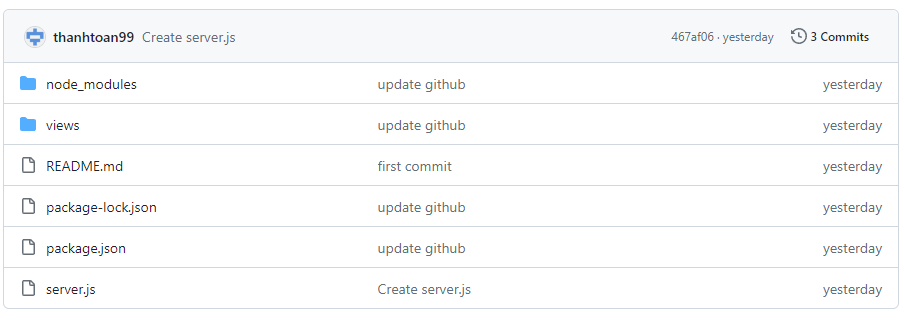 thanhtoan99 Create server.js 467af06 · yesterday 3 Commits
node_modules update github yesterday
views update github yesterday
README.md first commit yesterday
package-lock.json update github yesterday
package.json update github yesterday
server.js Create server.js yesterday